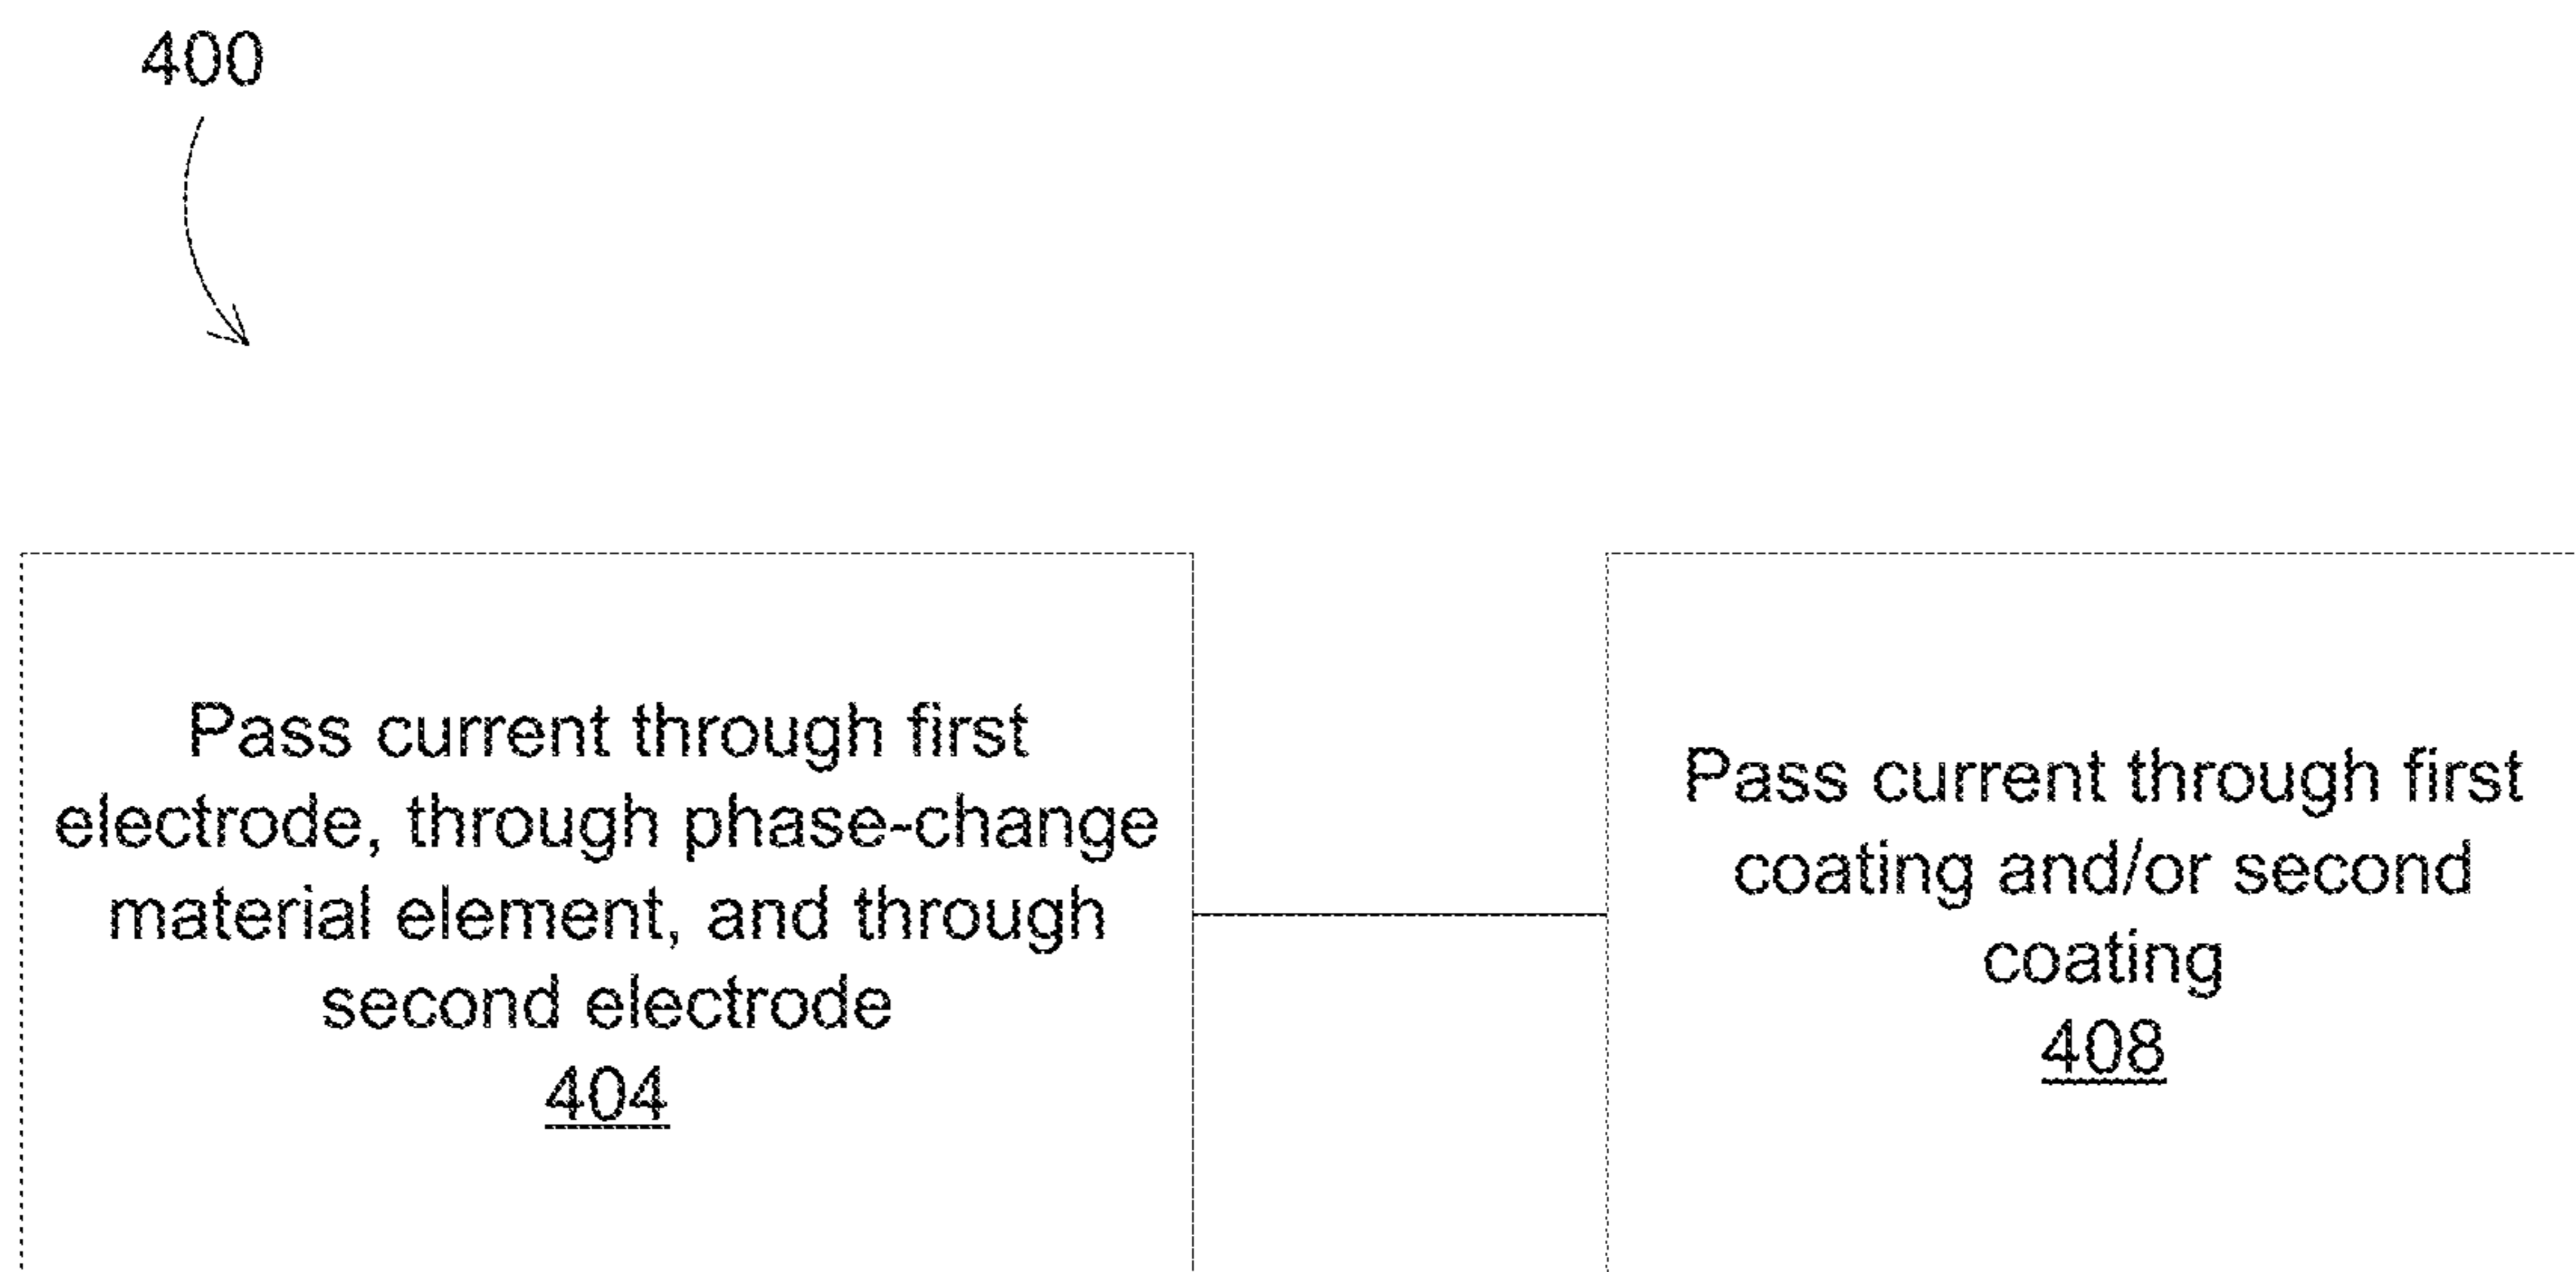 400
Pass current through first
electrode, through phase-change
material element, and through
second electrode
404
Pass current through first
coating and/or second
coating
408